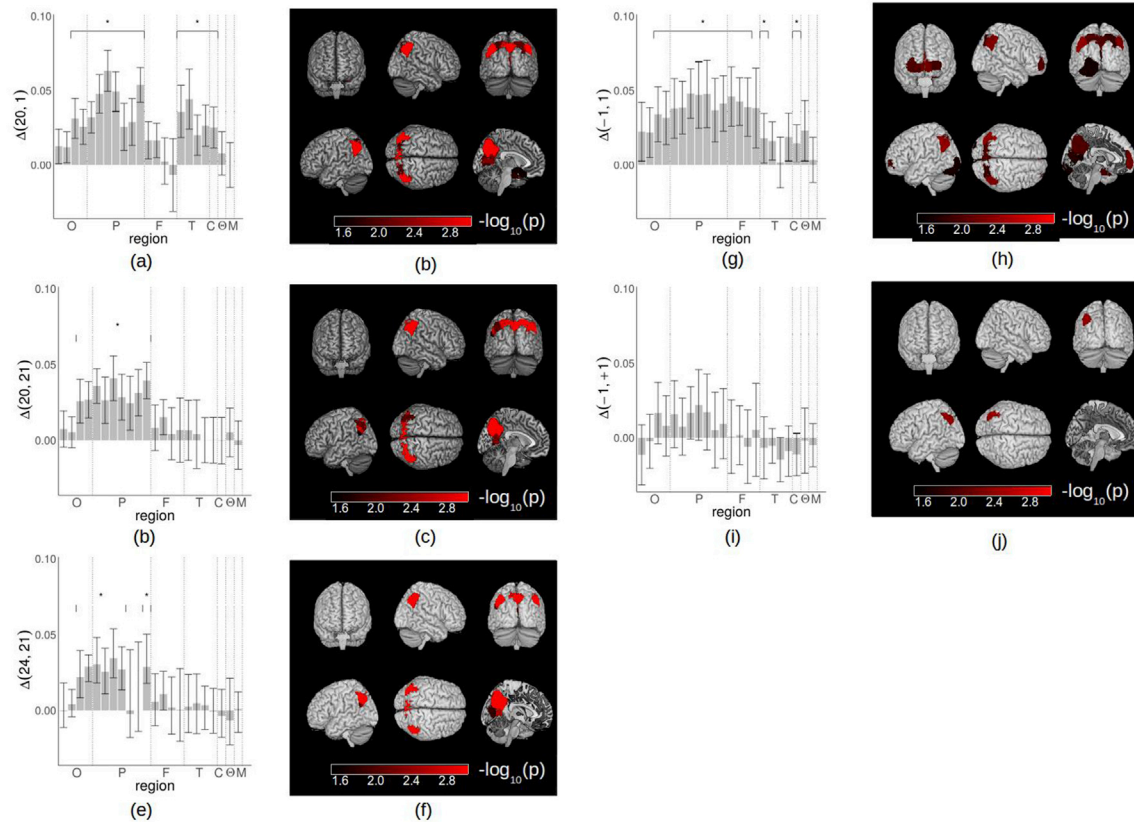 0.10
*
*
0.05
0.00
Δ(20, 1)
O P F T C Θ M
region
(a)
-log10(p)
1.6 2.0 2.4 2.8
(b)
0.10
*
*
*
0.05
0.00
Δ(−1, 1)
O P F T C Θ M
region
(g)
-log10(p)
1.6 2.0 2.4 2.8
(h)
0.10
*
0.05
0.00
Δ(20, 21)
O P F T C Θ M
region
(b)
-log10(p)
1.6 2.0 2.4 2.8
(c)
0.10
0.05
0.00
Δ(−1, +1)
O P F T C Θ M
region
(i)
-log10(p)
1.6 2.0 2.4 2.8
(j)
0.10
*
*
0.05
0.00
Δ(24, 21)
O P F T C Θ M
region
(e)
-log10(p)
1.6 2.0 2.4 2.8
(f)